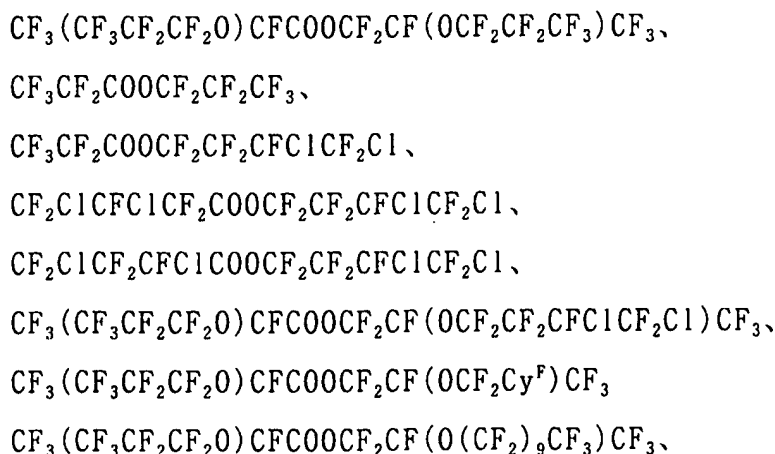 CF₃(CF₃CF₂CF₂O)CFCOOCF₂CF(OCF₂CF₂CF₃)CF₃、
CF₃CF₂COOCF₂CF₂CF₃、
CF₃CF₂COOCF₂CF₂CFClCF₂Cl、
CF₂ClCFClCF₂COOCF₂CF₂CFClCF₂Cl、
CF₂ClCF₂CFClCOOCF₂CF₂CFClCF₂Cl、
CF₃(CF₃CF₂CF₂O)CFCOOCF₂CF(OCF₂CF₂CFClCF₂Cl)CF₃、
CF₃(CF₃CF₂CF₂O)CFCOOCF₂CF(OCF₂Cyᶠ)CF₃
CF₃(CF₃CF₂CF₂O)CFCOOCF₂CF(O(CF₂)₉CF₃)CF₃、